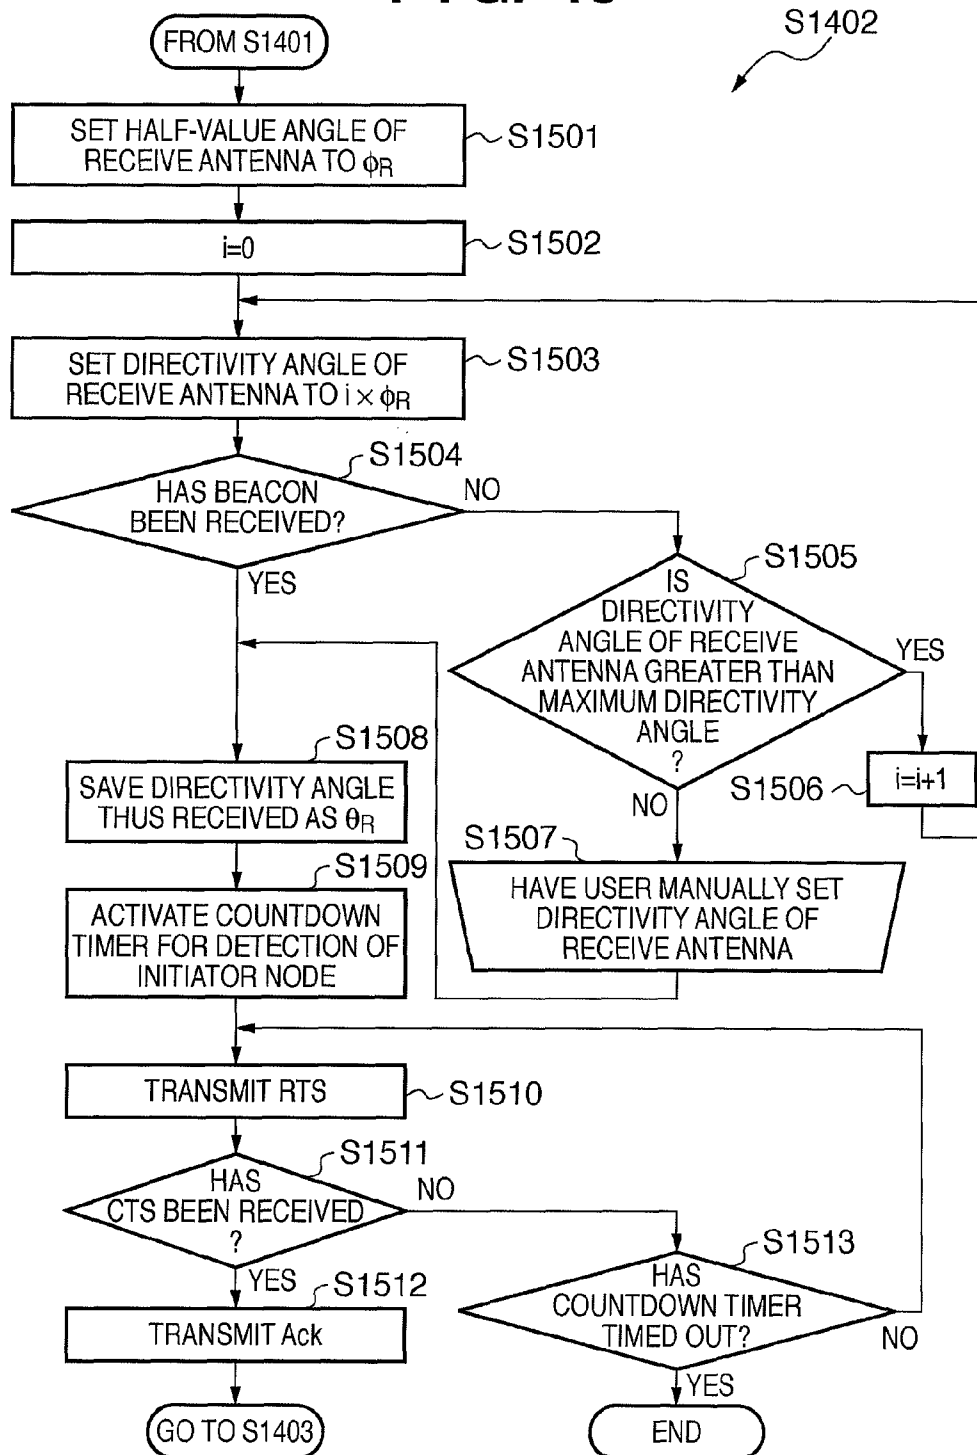 S1402
FROM S1401
SET HALF-VALUE ANGLE OF
RECEIVE ANTENNA TO ϕR
S1501
i=0
S1502
SET DIRECTIVITY ANGLE OF
RECEIVE ANTENNA TO i × ϕR
S1503
HAS BEACON
BEEN RECEIVED?
S1504
NO
YES
IS
DIRECTIVITY
ANGLE OF RECEIVE
ANTENNA GREATER THAN
MAXIMUM DIRECTIVITY
ANGLE
?
S1505
YES
NO
i=i+1
S1506
HAVE USER MANUALLY SET
DIRECTIVITY ANGLE OF
RECEIVE ANTENNA
S1507
SAVE DIRECTIVITY ANGLE
THUS RECEIVED AS θR
S1508
ACTIVATE COUNTDOWN
TIMER FOR DETECTION OF
INITIATOR NODE
S1509
TRANSMIT RTS
S1510
HAS
CTS BEEN RECEIVED
?
S1511
NO
YES
TRANSMIT Ack
S1512
HAS
COUNTDOWN TIMER
TIMED OUT?
S1513
NO
YES
GO TO S1403
END